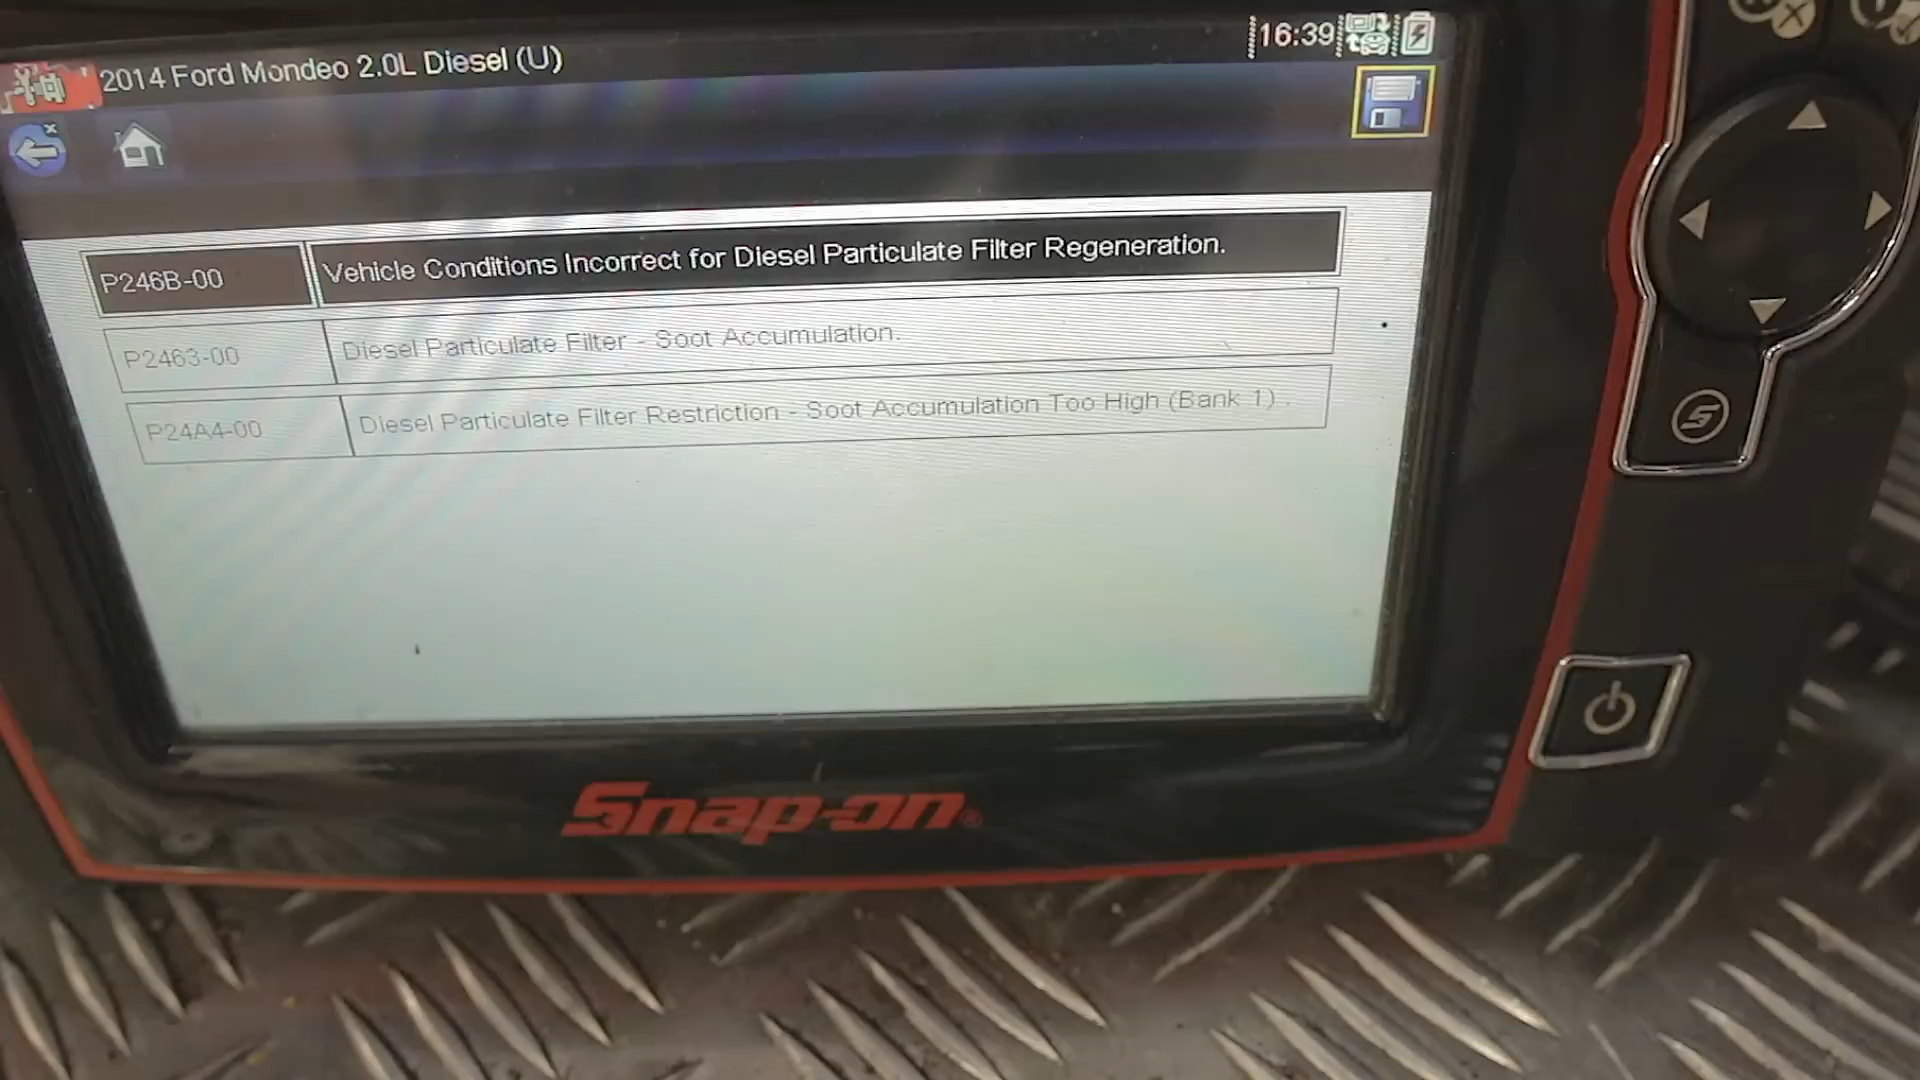 2014 Ford Mondeo 2.0L Diesel (U)
16:39
P246B-00 Vehicle Conditions Incorrect for Diesel Particulate Filter Regeneration.
P2463-00 Diesel Particulate Filter - Soot Accumulation.
P24A4-00 Diesel Particulate Filter Restriction - Soot Accumulation Too High (Bank 1) .
Snap-on®